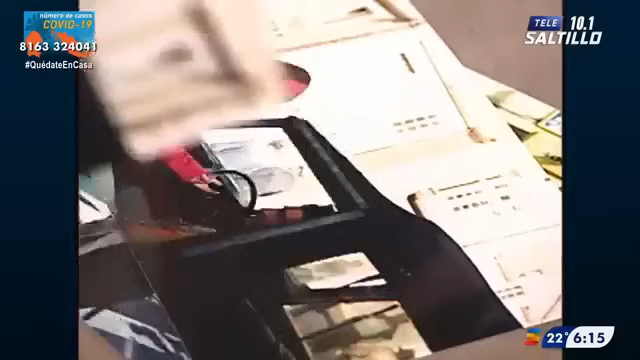 número de casos
COVID-19
8163 324041
#QuédateEnCasa
TELE 10.1
SALTILLO
22° 6:15